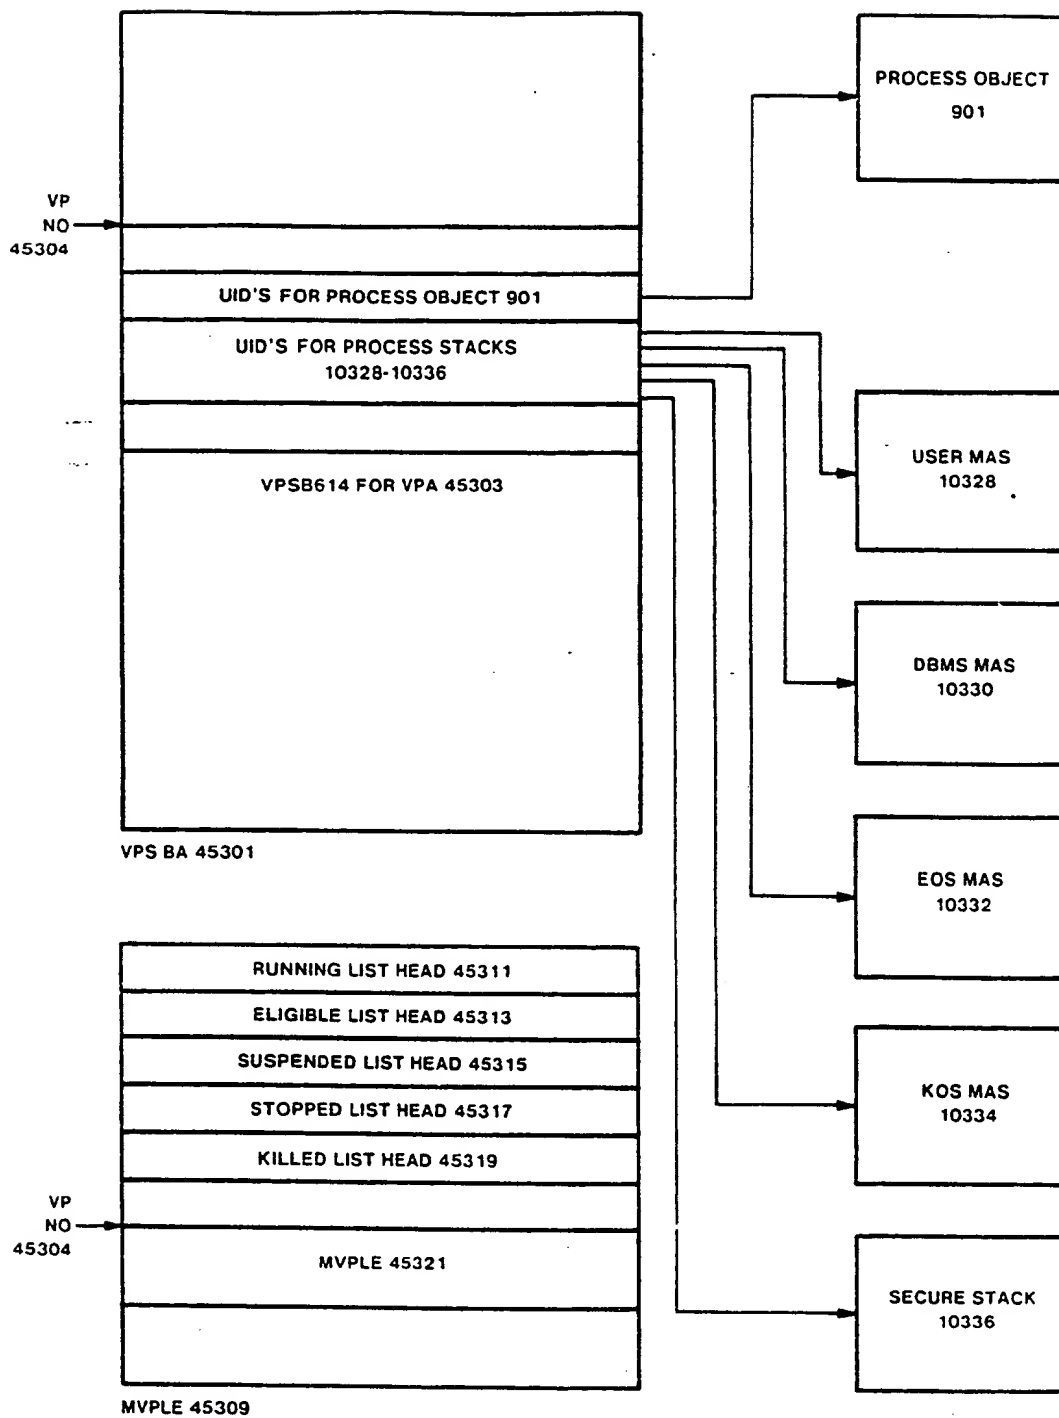 PROCESS OBJECT
901
VP
NO
45304
UID'S FOR PROCESS OBJECT 901
UID'S FOR PROCESS STACKS
10328-10336
VPSB614 FOR VPA 45303
USER MAS
10328
DBMS MAS
10330
VPS BA 45301
EOS MAS
10332
RUNNING LIST HEAD 45311
ELIGIBLE LIST HEAD 45313
SUSPENDED LIST HEAD 45315
STOPPED LIST HEAD 45317
KILLED LIST HEAD 45319
KOS MAS
10334
VP
NO
45304
MVPLE 45321
SECURE STACK
10336
MVPLE 45309